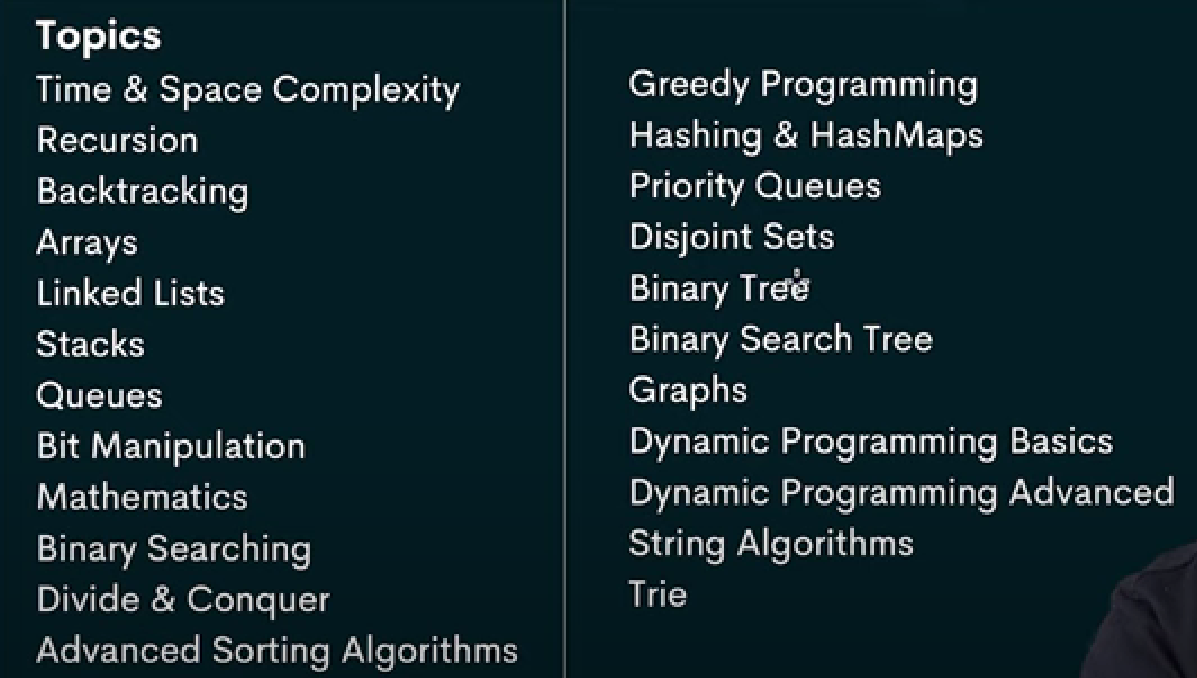 Topics
Time & Space Complexity
Recursion
Backtracking
Arrays
Linked Lists
Stacks
Queues
Bit Manipulation
Mathematics
Binary Searching
Divide & Conquer
Advanced Sorting Algorithms
Greedy Programming
Hashing & HashMaps
Priority Queues
Disjoint Sets
Binary Tree
Binary Search Tree
Graphs
Dynamic Programming Basics
Dynamic Programming Advanced
String Algorithms
Trie